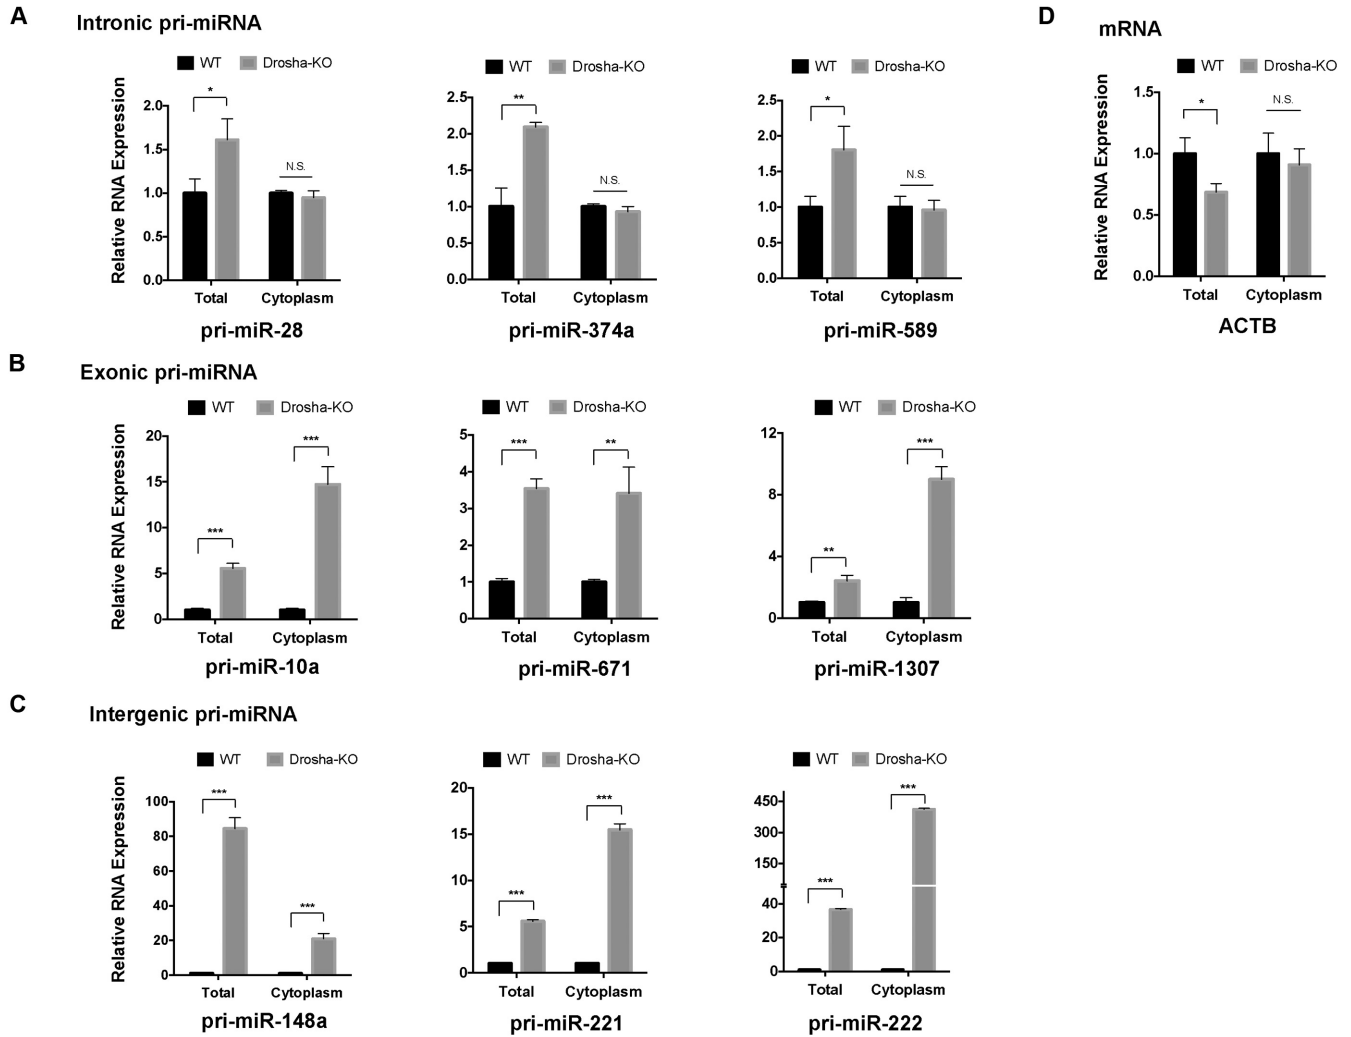 A
Intronic pri-miRNA
WT Drosha-KO
Relative RNA Expression
2.0
1.5
1.0
0.5
0.0
*
N.S.
Total Cytoplasm
pri-miR-28
WT Drosha-KO
2.5
2.0
1.5
1.0
0.5
0.0
**
N.S.
Total Cytoplasm
pri-miR-374a
WT Drosha-KO
2.5
2.0
1.5
1.0
0.5
0.0
*
N.S.
Total Cytoplasm
pri-miR-589
D
mRNA
WT Drosha-KO
Relative RNA Expression
1.5
1.0
0.5
0.0
*
N.S.
Total Cytoplasm
ACTB
B
Exonic pri-miRNA
WT Drosha-KO
Relative RNA Expression
20
15
10
5
0
***
***
Total Cytoplasm
pri-miR-10a
WT Drosha-KO
5
4
3
2
1
0
***
**
Total Cytoplasm
pri-miR-671
WT Drosha-KO
12
8
4
0
**
***
Total Cytoplasm
pri-miR-1307
C
Intergenic pri-miRNA
WT Drosha-KO
Relative RNA Expression
100
80
60
40
20
0
***
***
Total Cytoplasm
pri-miR-148a
WT Drosha-KO
20
15
10
5
0
***
***
Total Cytoplasm
pri-miR-221
WT Drosha-KO
450
300
150
40
20
0
***
***
Total Cytoplasm
pri-miR-222